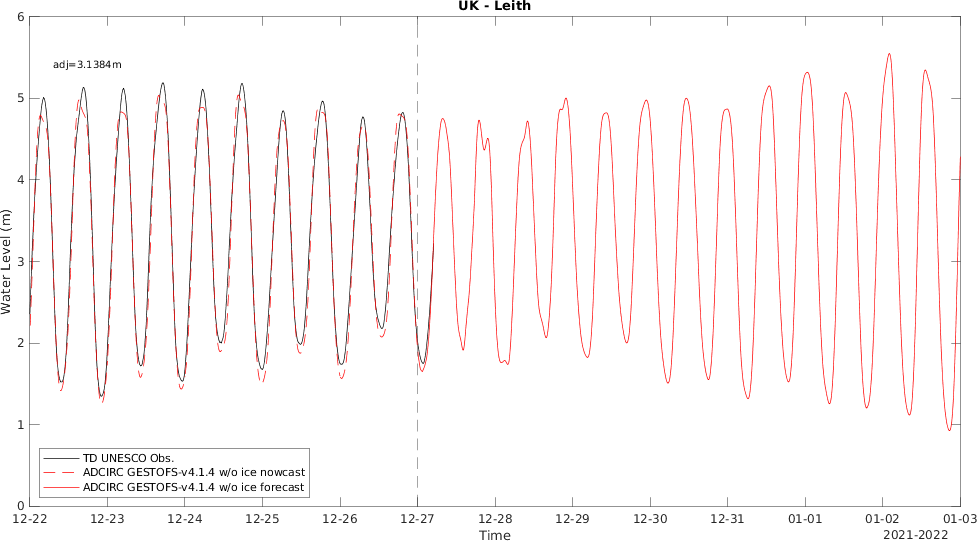 UK - Leith
6
adj=3.1384m
5
4
3
2
1
0
Water Level (m)
TD UNESCO Obs.
ADCIRC GESTOFS-v4.1.4 w/o ice nowcast
ADCIRC GESTOFS-v4.1.4 w/o ice forecast
12-22 12-23 12-24 12-25 12-26 12-27 12-28 12-29 12-30 12-31 01-01 01-02 01-03
Time
2021-2022